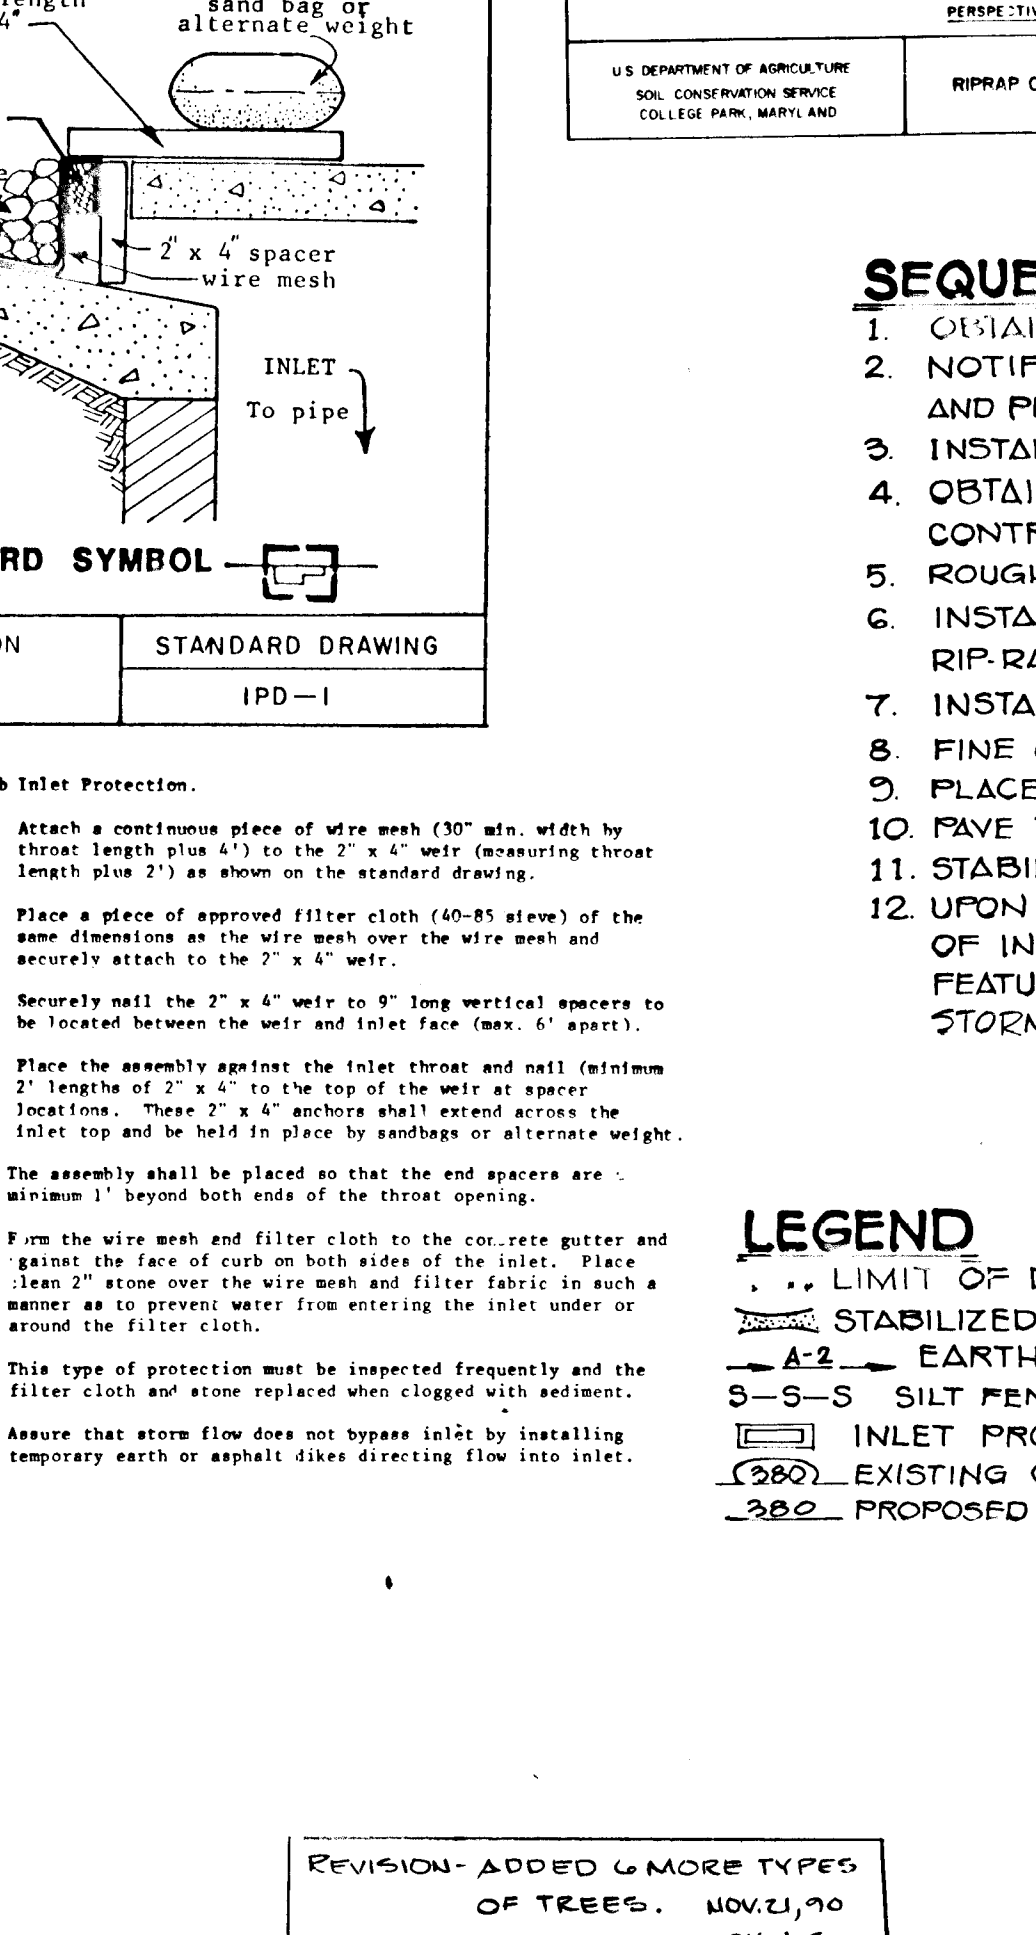 sand bag or
alternate weight
4"
2" x 4" spacer
wire mesh
INLET
To pipe
RD SYMBOL
ON
STANDARD DRAWING
IPD-1
U S DEPARTMENT OF AGRICULTURE
SOIL CONSERVATION SERVICE
COLLEGE PARK, MARYLAND
RIPRAP
b Inlet Protection.
Attach a continuous piece of wire mesh (30" min. width by
throat length plus 4') to the 2" x 4" weir (measuring throat
length plus 2') as shown on the standard drawing.
Place a piece of approved filter cloth (40-85 sieve) of the
same dimensions as the wire mesh over the wire mesh and
securely attach to the 2" x 4" weir.
Securely nail the 2" x 4" weir to 9" long vertical spacers to
be located between the weir and inlet face (max. 6' apart).
Place the assembly against the inlet throat and nail (minimum
2' lengths of 2" x 4" to the top of the weir at spacer
locations. These 2" x 4" anchors shall extend across the
inlet top and be held in place by sandbags or alternate weight.
The assembly shall be placed so that the end spacers are
minimum 1' beyond both ends of the throat opening.
Form the wire mesh and filter cloth to the concrete gutter and
against the face of curb on both sides of the inlet. Place
clean 2" stone over the wire mesh and filter fabric in such a
manner as to prevent water from entering the inlet under or
around the filter cloth.
This type of protection must be inspected frequently and the
filter cloth and stone replaced when clogged with sediment.
Assure that storm flow does not bypass inlet by installing
temporary earth or asphalt dikes directing flow into inlet.
SEQUE
1. OBTAI
2. NOTIF
AND
3. INSTA
4. OBTAI
CONTR
5. ROUGH
6. INSTA
RIP-RA
7. INSTA
8. FINE
9. PLACE
10. PAVE
11. STABI
12. UPON
OF IN
FEATU
STORM
LEGEND
LIMIT OF
STABILIZED
A-2 EARTH
S-S-S SILT FEN
INLET PRO
380 EXISTING
380 PROPOSED
REVISION- ADDED 6 MORE TYPES
OF TREES. NOV.21,90